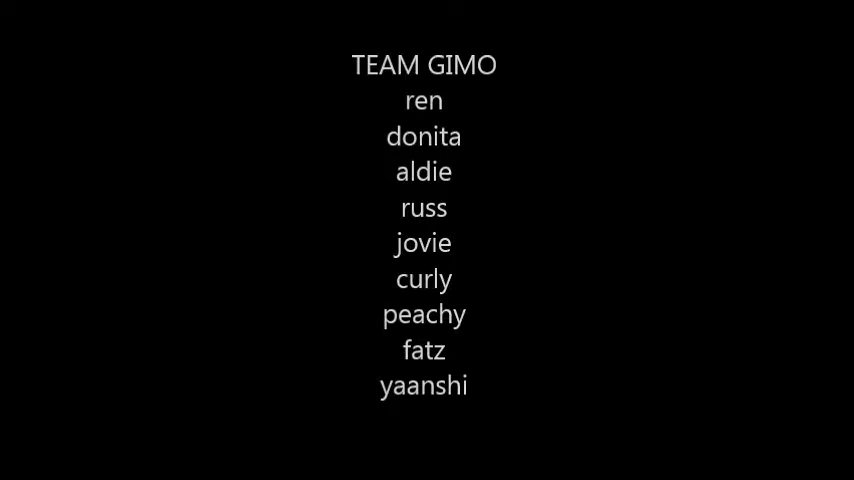 TEAM GIMO
ren
donita
aldie
russ
jovie
curly
peachy
fatz
yaanshi